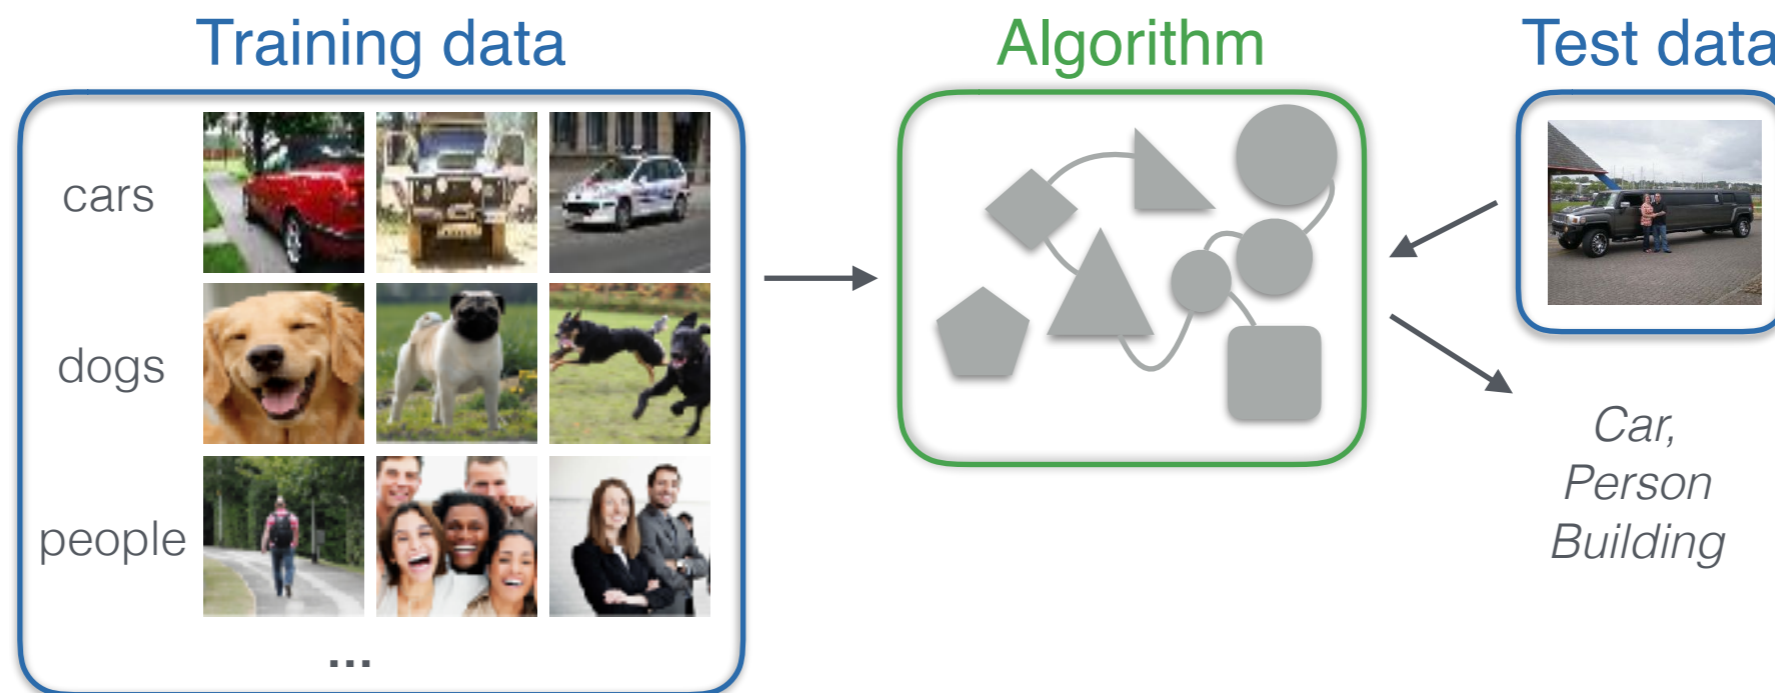 Training data
Algorithm
Test data
cars
dogs
people
...
Car,
Person
Building